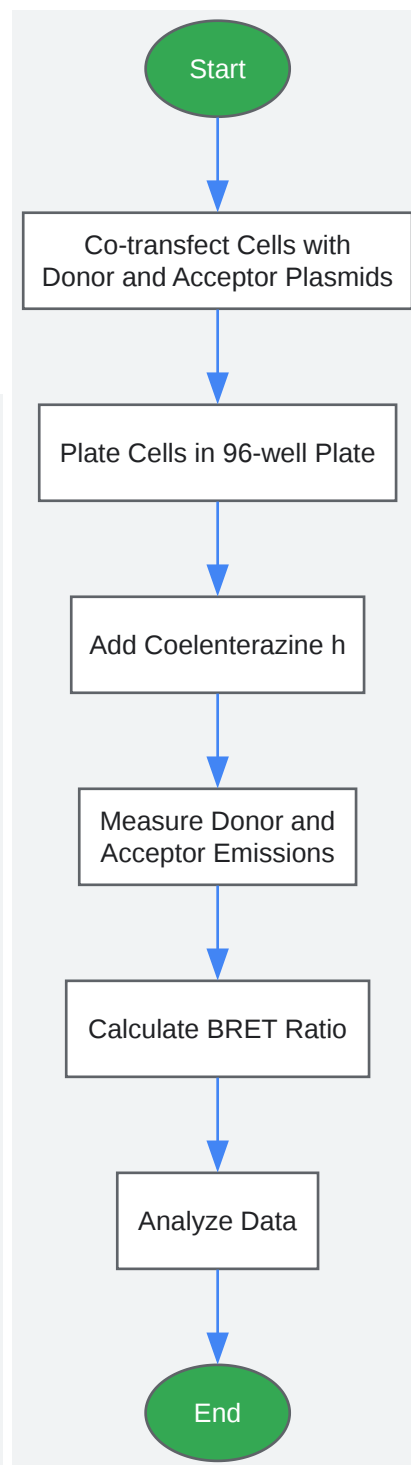 Start
Co-transfect Cells with
Donor and Acceptor Plasmids
Plate Cells in 96-well Plate
Add Coelenterazine h
Measure Donor and
Acceptor Emissions
Calculate BRET Ratio
Analyze Data
End